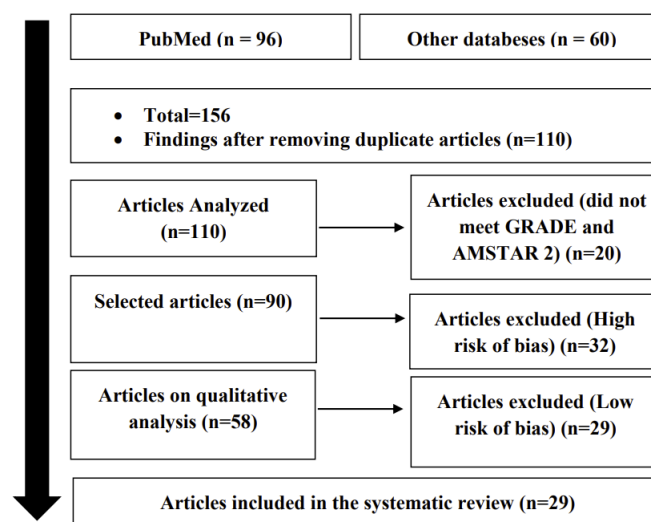 PubMed (n = 96)
Other databeses (n = 60)
• Total=156
• Findings after removing duplicate articles (n=110)
Articles Analyzed
(n=110)
Articles excluded (did not
meet GRADE and
AMSTAR 2) (n=20)
Selected articles (n=90)
Articles excluded (High
risk of bias) (n=32)
Articles on qualitative
analysis (n=58)
Articles excluded (Low
risk of bias) (n=29)
Articles included in the systematic review (n=29)